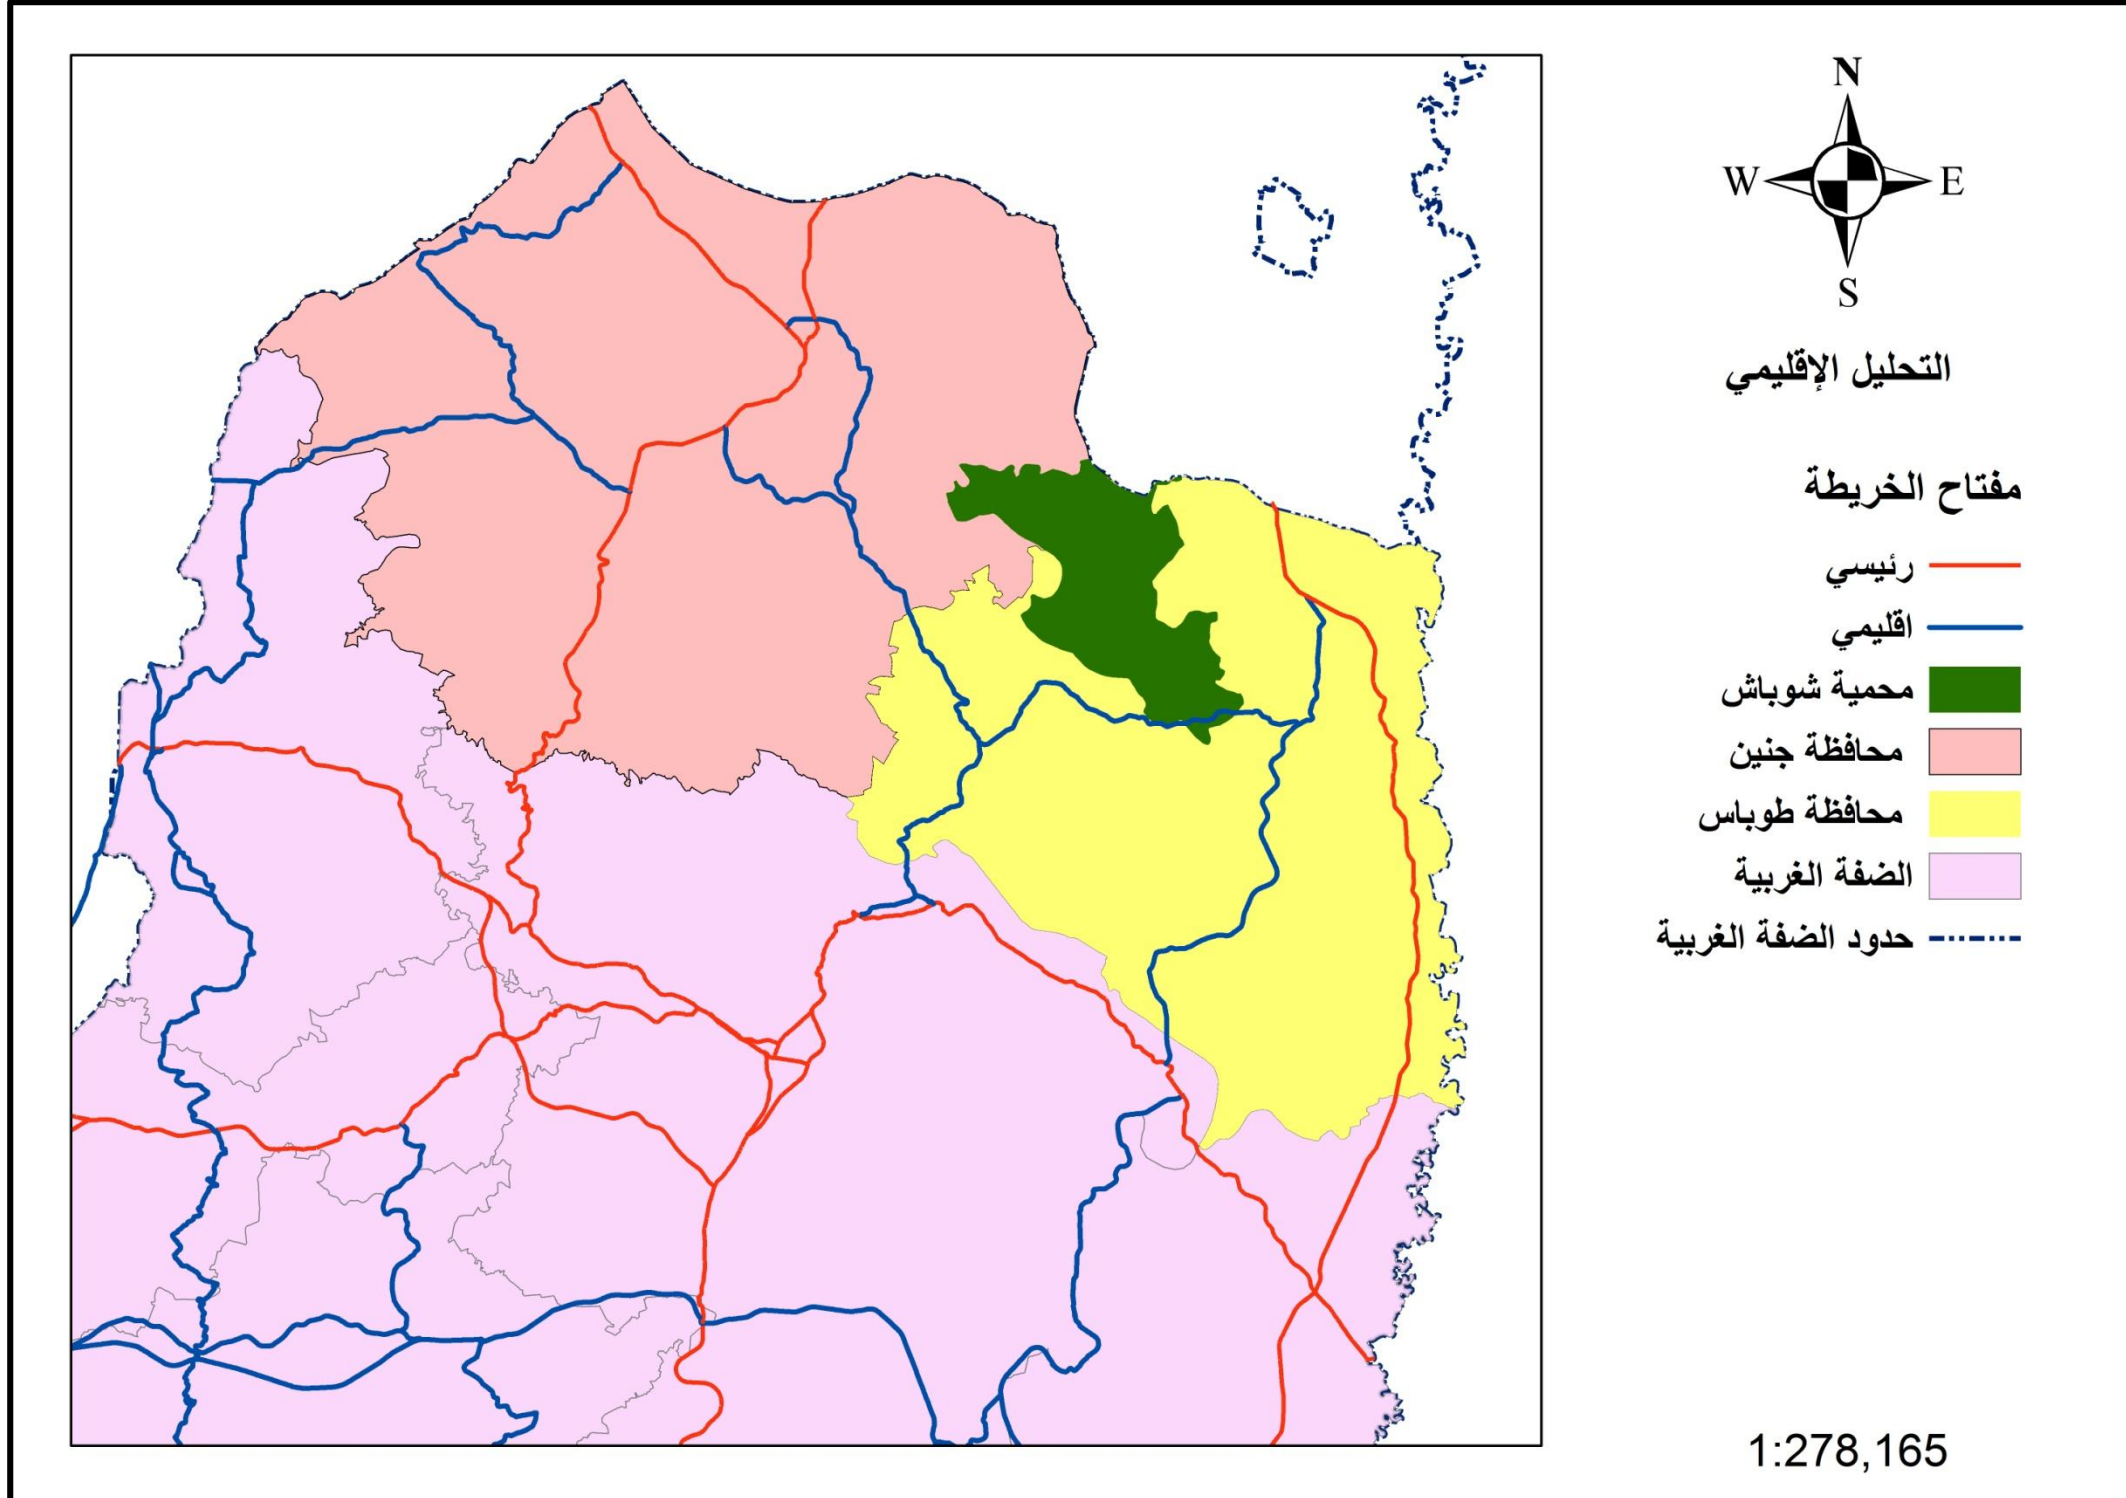 N
W E
S
التحليل الإقليمي
مفتاح الخريطة
رئيسي
اقليمي
محمية شوباش
محافظة جنين
محافظة طوباس
الضفة الغربية
حدود الضفة الغربية
1:278,165